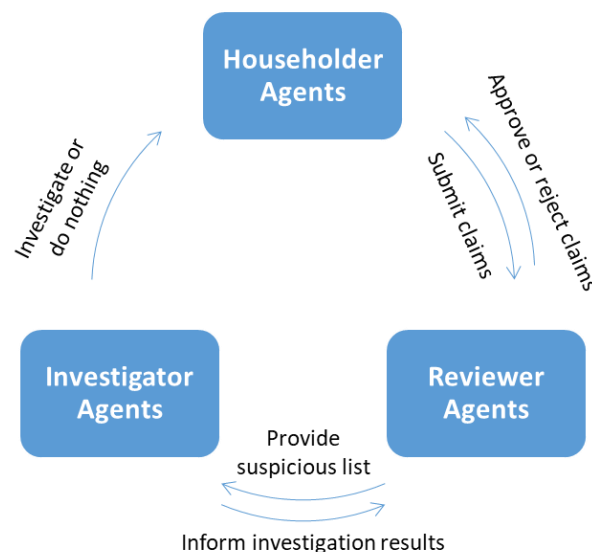 Householder
Agents
Investigate or
do nothing
Submit claims
Approve or reject claims
Investigator
Agents
Reviewer
Agents
Provide
suspicious list
Inform investigation results